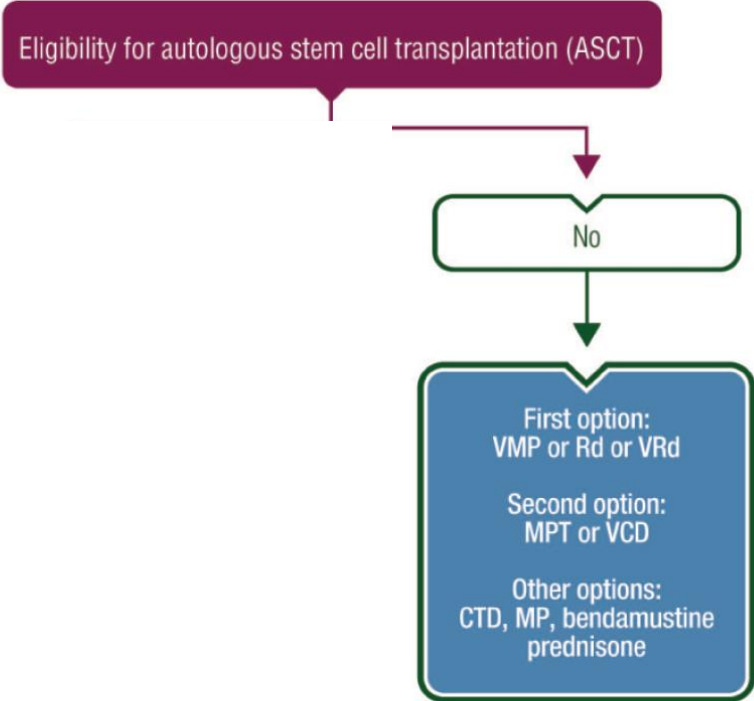 Eligibility for autologous stem cell transplantation (ASCT)
No
First option:
VMP or Rd or VRd
Second option:
MPT or VCD
Other options:
CTD, MP, bendamustine
prednisone